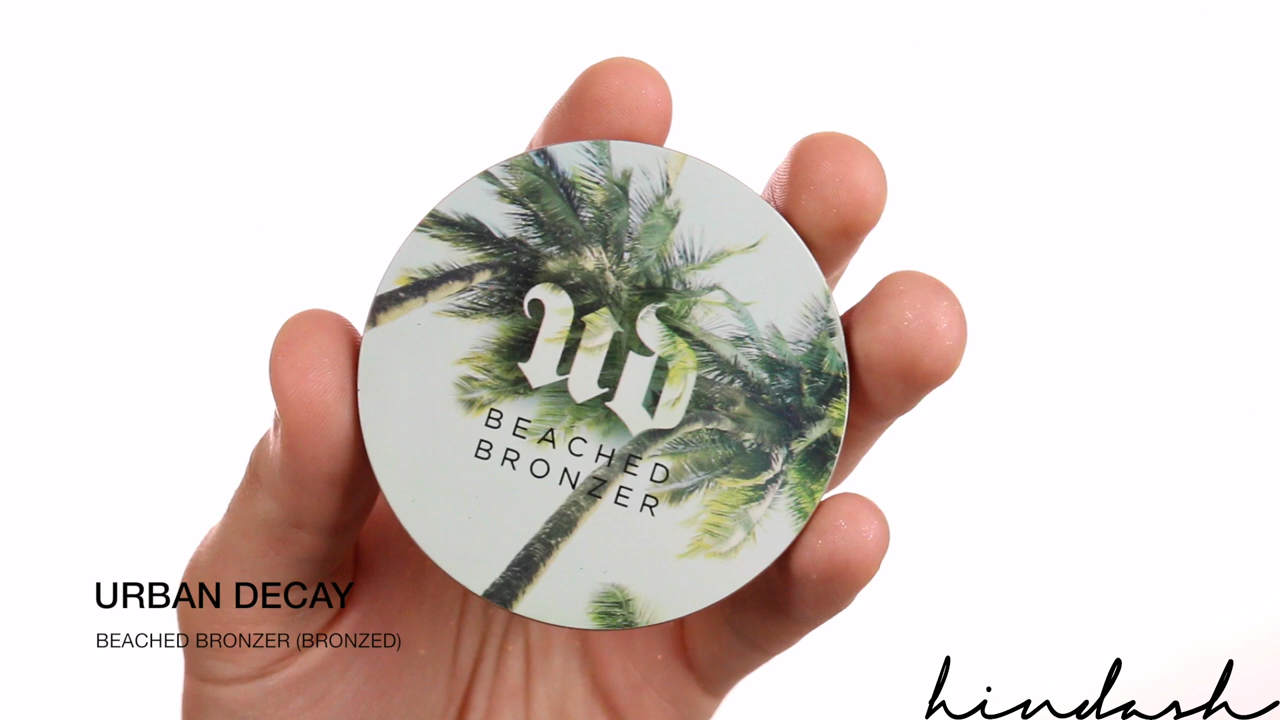 UD
BEACHED
BRONZER
URBAN DECAY
BEACHED BRONZER (BRONZED)
hindash